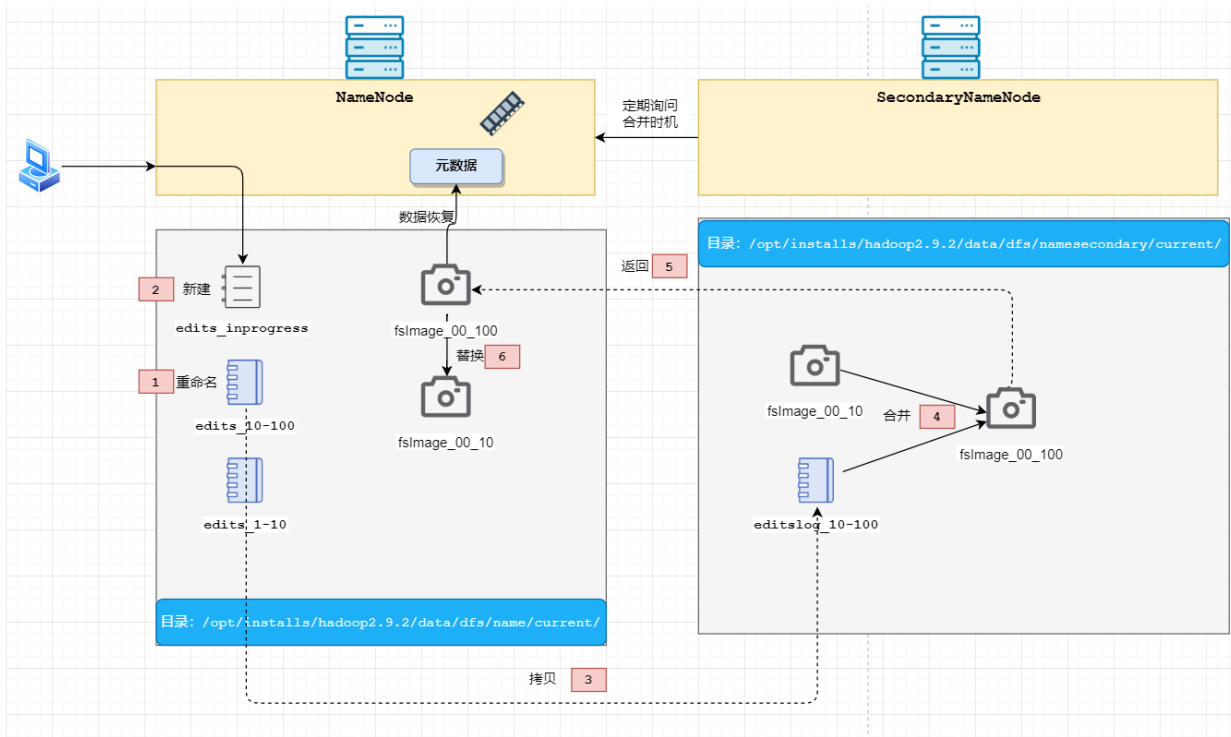 NameNode
SecondaryNameNode
定期询问
合并时机
元数据
数据恢复
目录: /opt/installs/hadoop2.9.2/data/dfs/namesecondary/current/
返回 5
2 新建
edits_inprogress
fsImage_00_100
替换 6
1 重命名
fsImage_00_10
合并 4
edits_10-100
fsImage_00_10
fsImage_00_100
edits_1-10
editslog_10-100
目录: /opt/installs/hadoop2.9.2/data/dfs/name/current/
拷贝 3